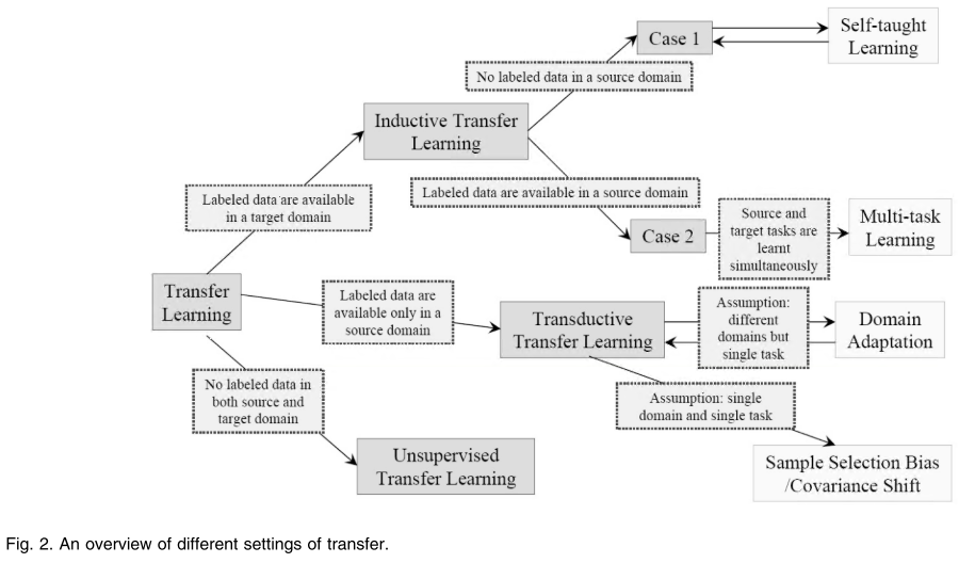 Case 1
Self-taught
Learning
No labeled data in a source domain
Inductive Transfer
Learning
Labeled data are available in a source domain
Labeled data are available
in a target domain
Case 2
Source and
target tasks are
learnt
simultaneously
Multi-task
Learning
Transfer
Learning
Labeled data are
available only in a
source domain
Transductive
Transfer Learning
Assumption:
different
domains but
single task
Domain
Adaptation
No labeled data in
both source and
target domain
Assumption: single
domain and single task
Unsupervised
Transfer Learning
Sample Selection Bias
/Covariance Shift
Fig. 2. An overview of different settings of transfer.